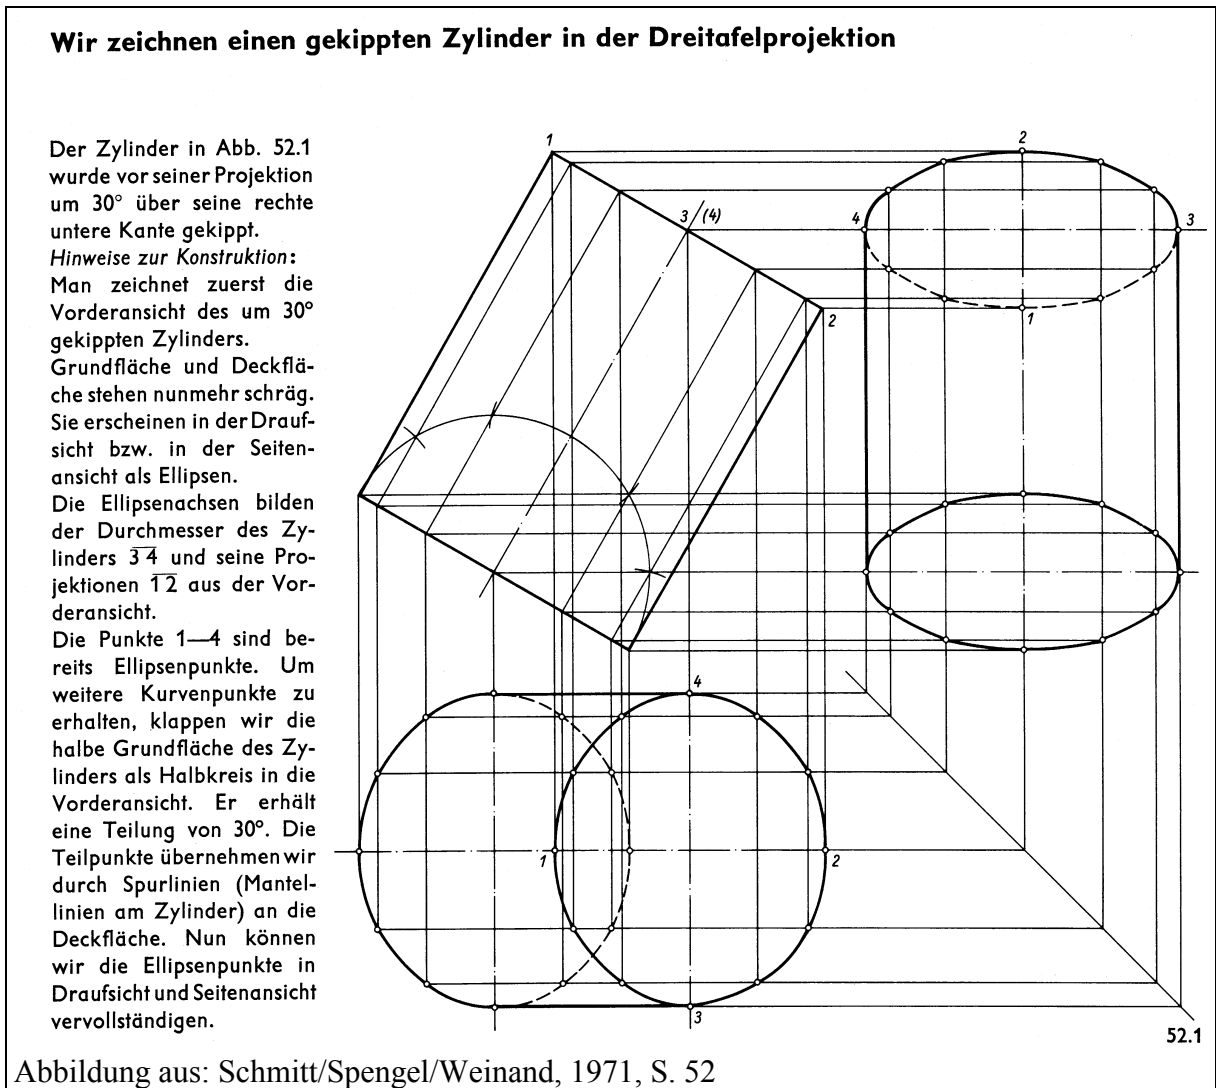 Wir zeichnen einen gekippten Zylinder in der Dreitafelprojektion
Der Zylinder in Abb. 52.1
wurde vor seiner Projektion
um 30° über seine rechte
untere Kante gekippt.
Hinweise zur Konstruktion:
Man zeichnet zuerst die
Vorderansicht des um 30°
gekippten Zylinders.
Grundfläche und Deckflä-
che stehen nunmehr schräg.
Sie erscheinen in der Drauf-
sicht bzw. in der Seiten-
ansicht als Ellipsen.
Die Ellipsenachsen bilden
der Durchmesser des Zy-
linders 3̅ 4̅ und seine Pro-
jektionen 1̅ 2̅ aus der Vor-
deransicht.
Die Punkte 1—4 sind be-
reits Ellipsenpunkte. Um
weitere Kurvenpunkte zu
erhalten, klappen wir die
halbe Grundfläche des Zy-
linders als Halbkreis in die
Vorderansicht. Er erhält
eine Teilung von 30°. Die
Teilpunkte übernehmen wir
durch Spurlinien (Mantel-
linien am Zylinder) an die
Deckfläche. Nun können
wir die Ellipsenpunkte in
Draufsicht und Seitenansicht
vervollständigen.
1
3 (4)
2
2
4
3
1
4
1
2
3
52.1
Abbildung aus: Schmitt/Spengel/Weinand, 1971, S. 52